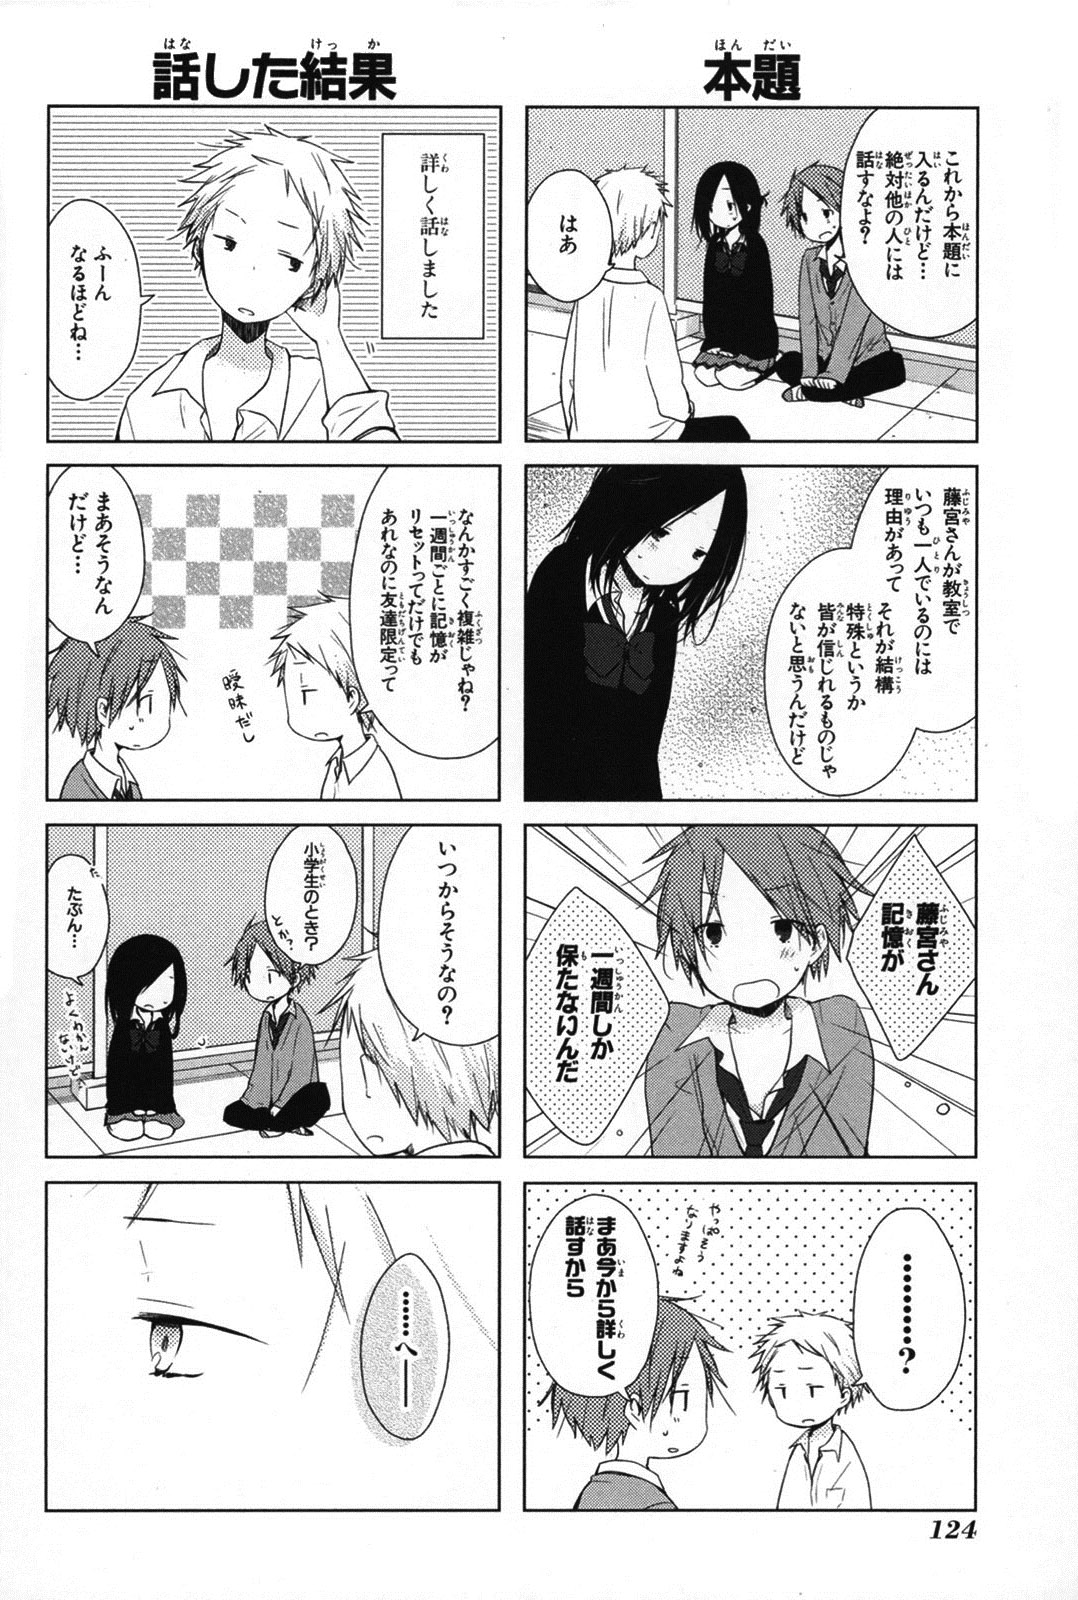 本題
これから本題に
入るんだけど…
絶対他の人には
話すなよ？
はあ
藤宮さんが教室で
いつも一人でいるのには
理由があって
それが結構
特殊というか
皆が信じれるものじゃ
ないと思うんだけど
藤宮さん
記憶が
一週間しか
保たないんだ
………？
やっぱそう
なりますよね
まあ今から詳しく
話すから
話した結果
詳しく話しました
ふーん
なるほどね…
なんかすごく複雑じゃね？
一週間ごとに記憶が
リセットってだけでも
あれなのに友達限定って
曖昧だし
まあそうなん
だけど…
いつからそうなの？
小学生のとき？
とか？
た
たぶん…
よくわかん
ないけど
……へー
124